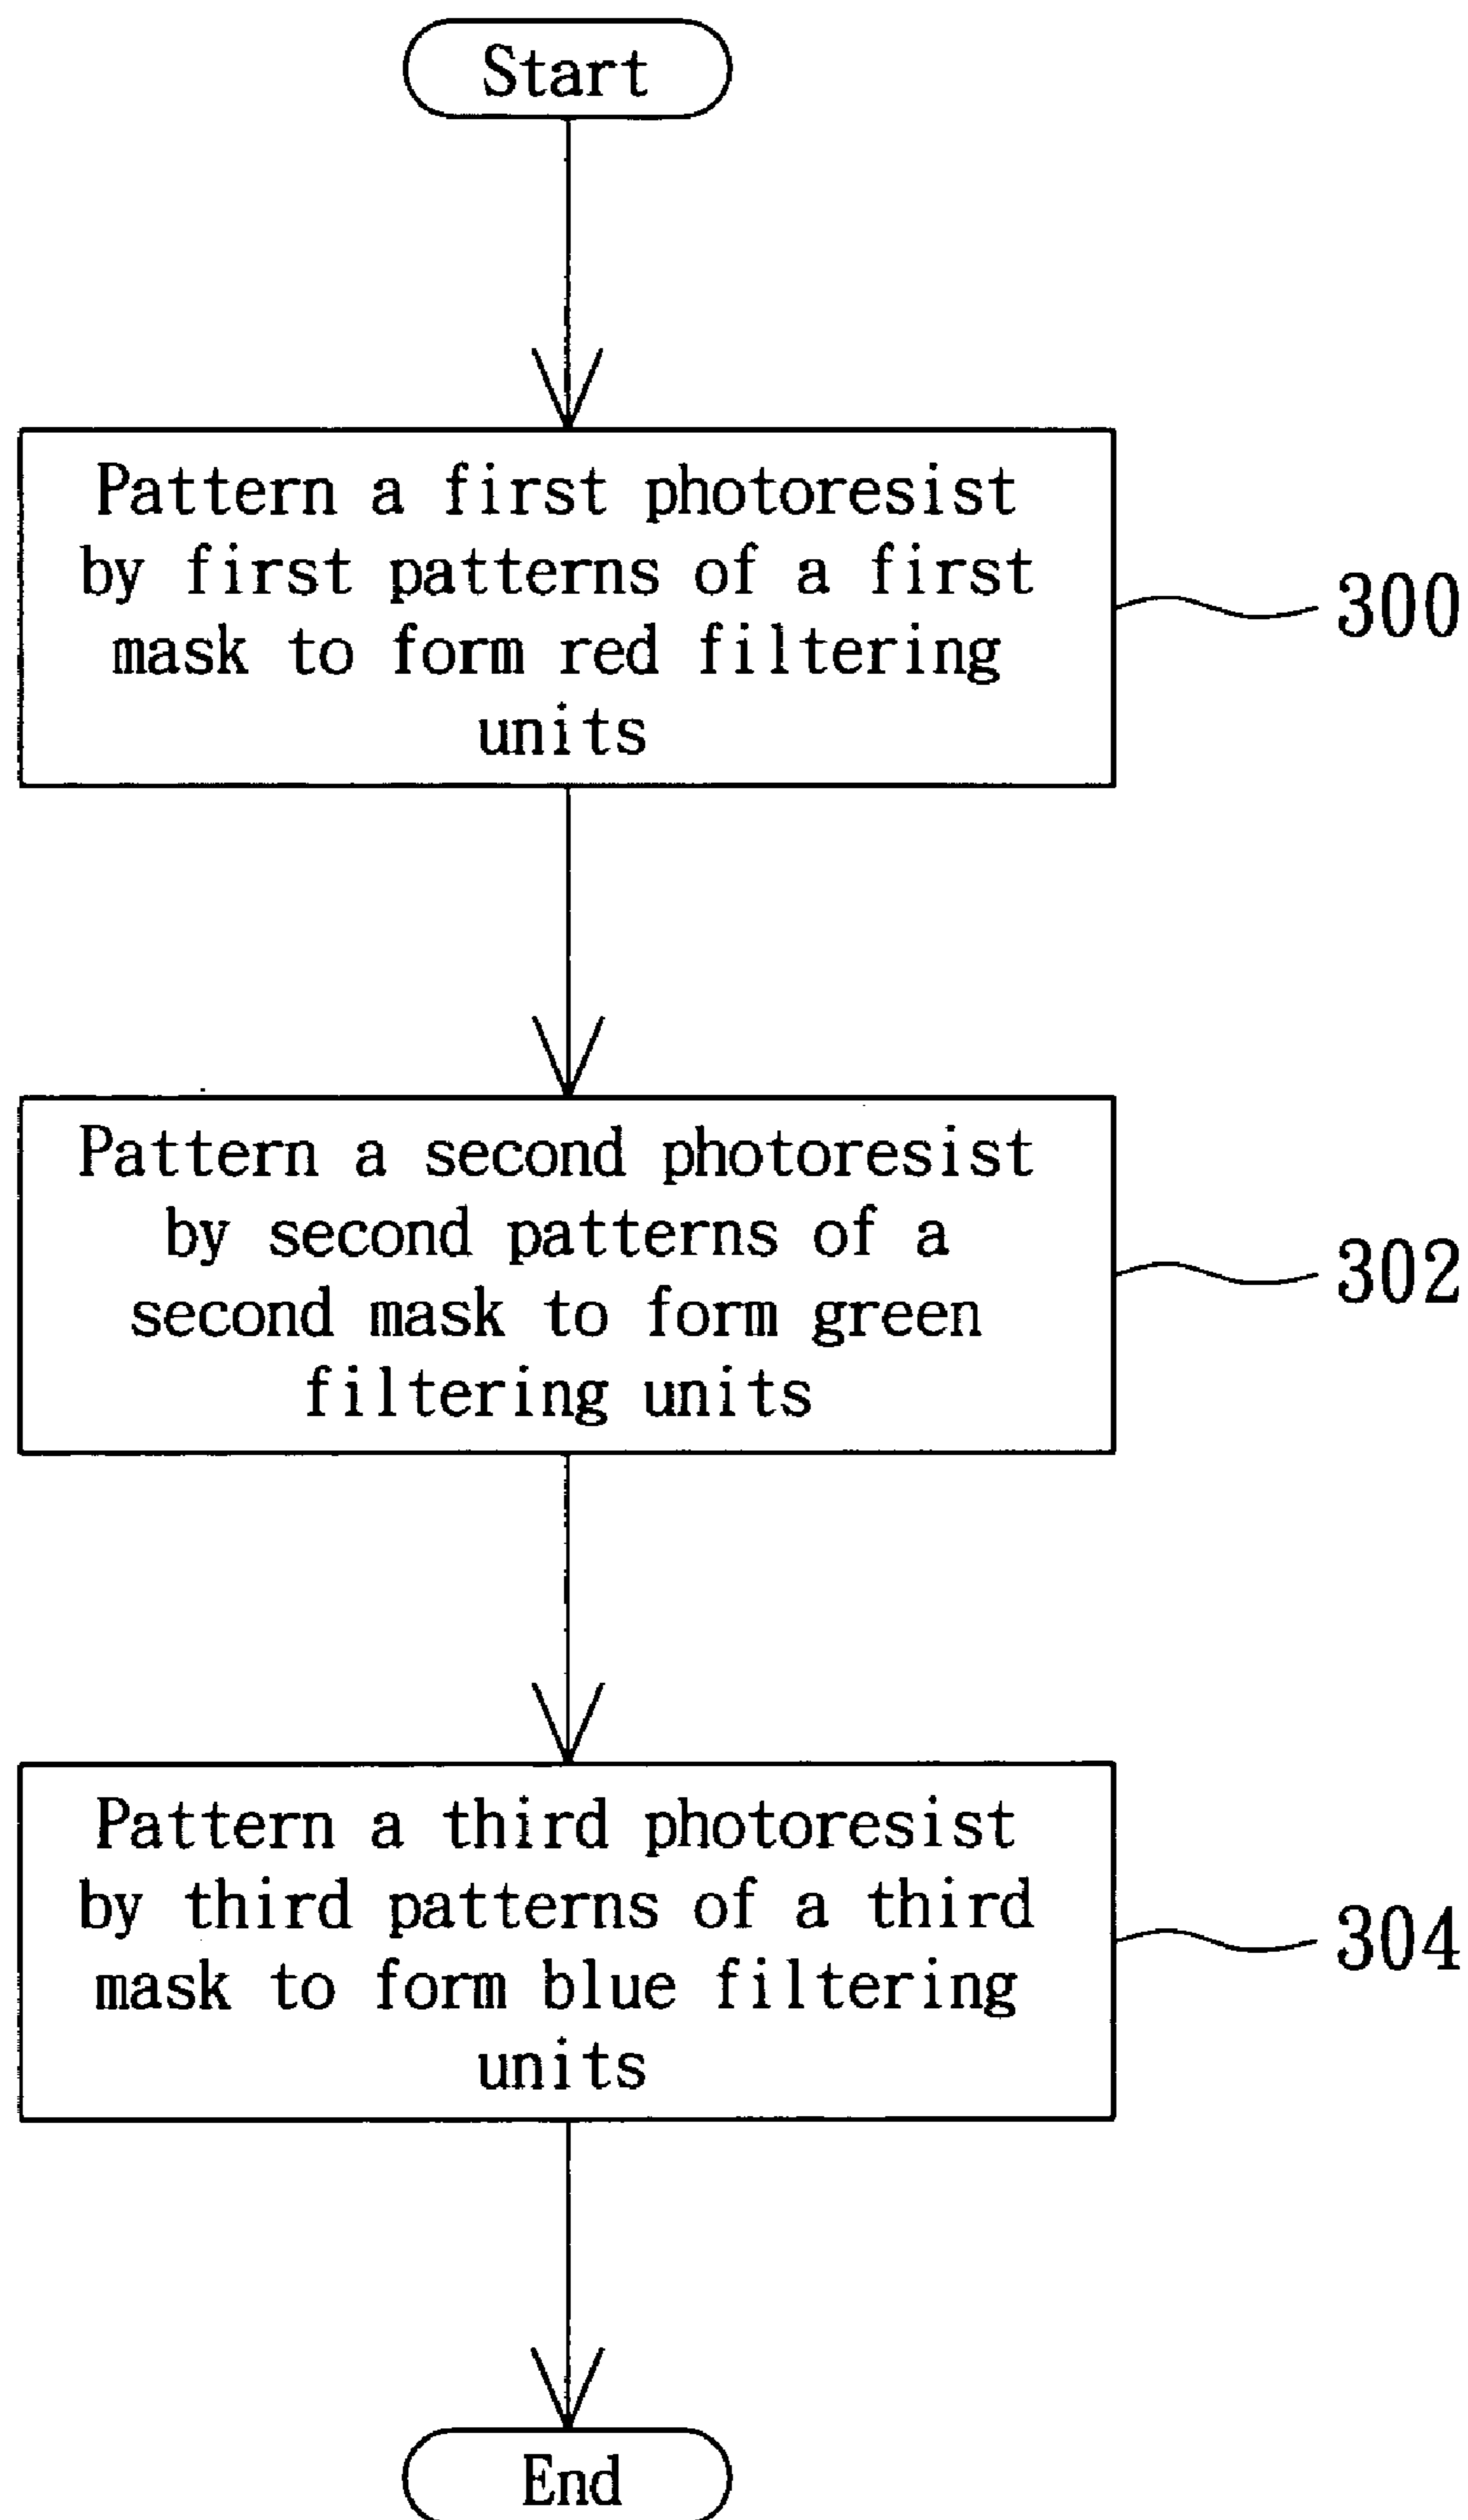 Start
Pattern a first photoresist
by first patterns of a first
mask to form red filtering
units
300
Pattern a second photoresist
by second patterns of a
second mask to form green
filtering units
302
Pattern a third photoresist
by third patterns of a third
mask to form blue filtering
units
304
End